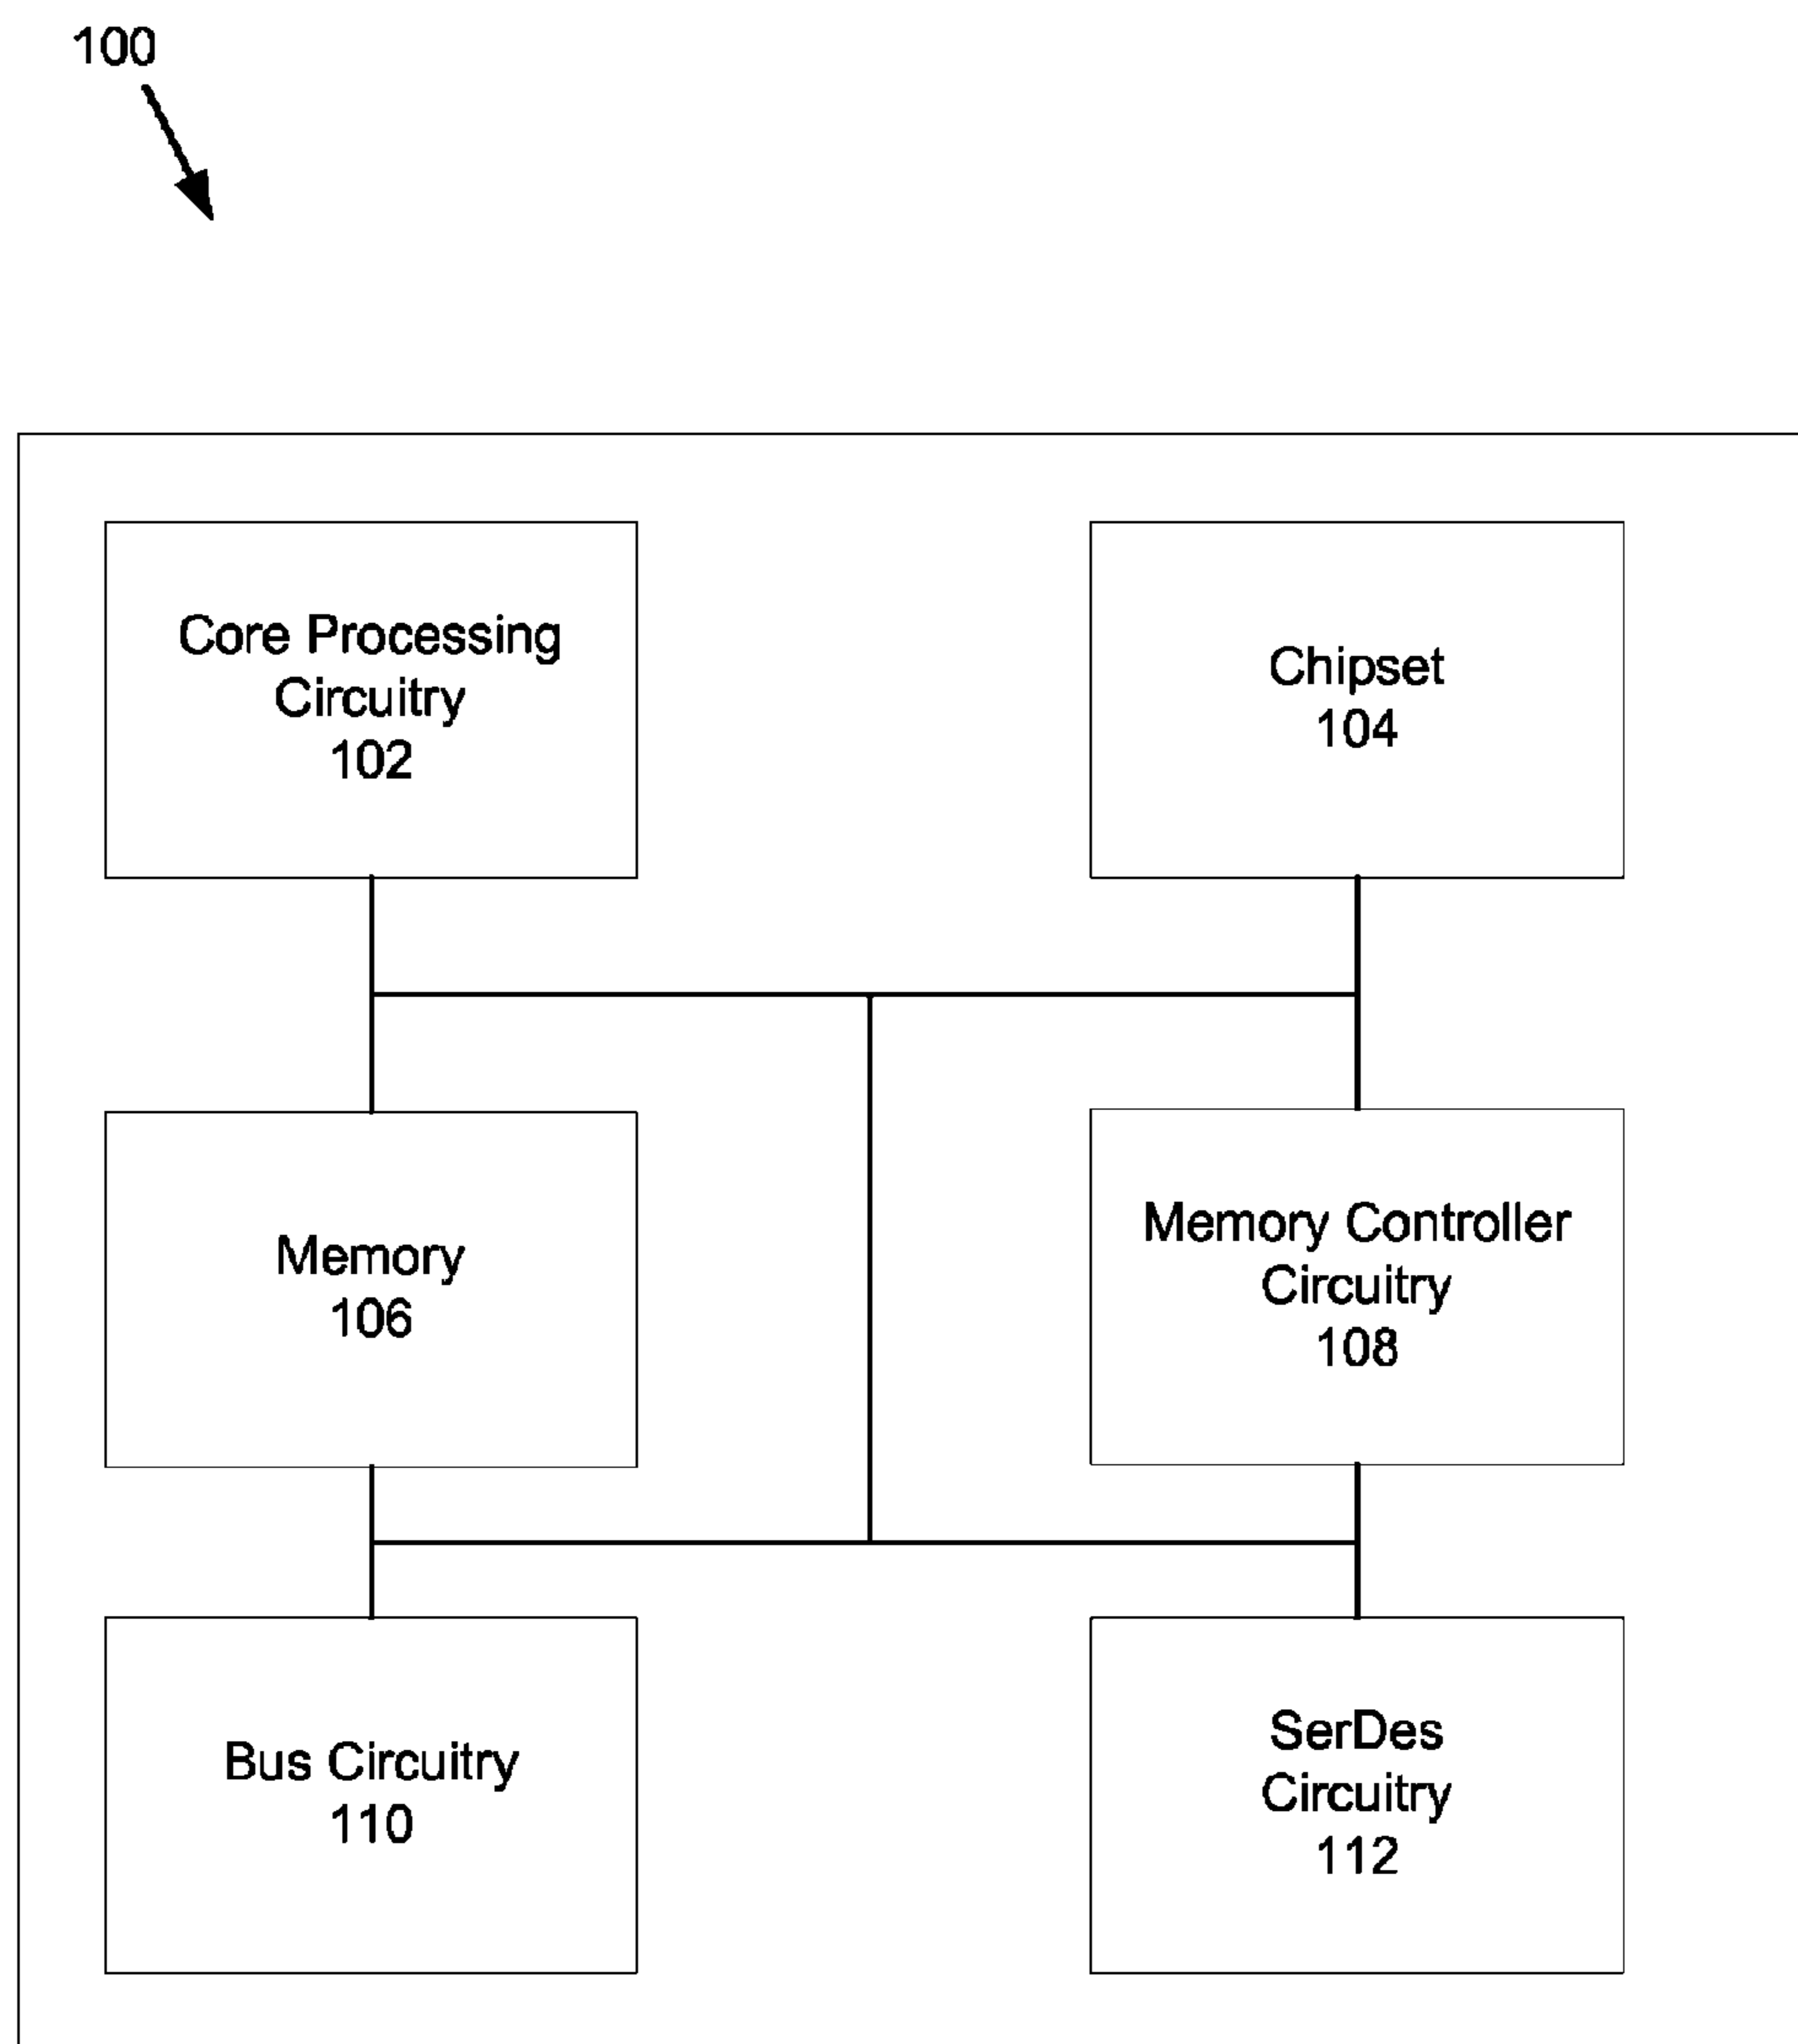 100
Core Processing
Circuitry
102
Chipset
104
Memory
106
Memory Controller
Circuitry
108
Bus Circuitry
110
SerDes
Circuitry
112